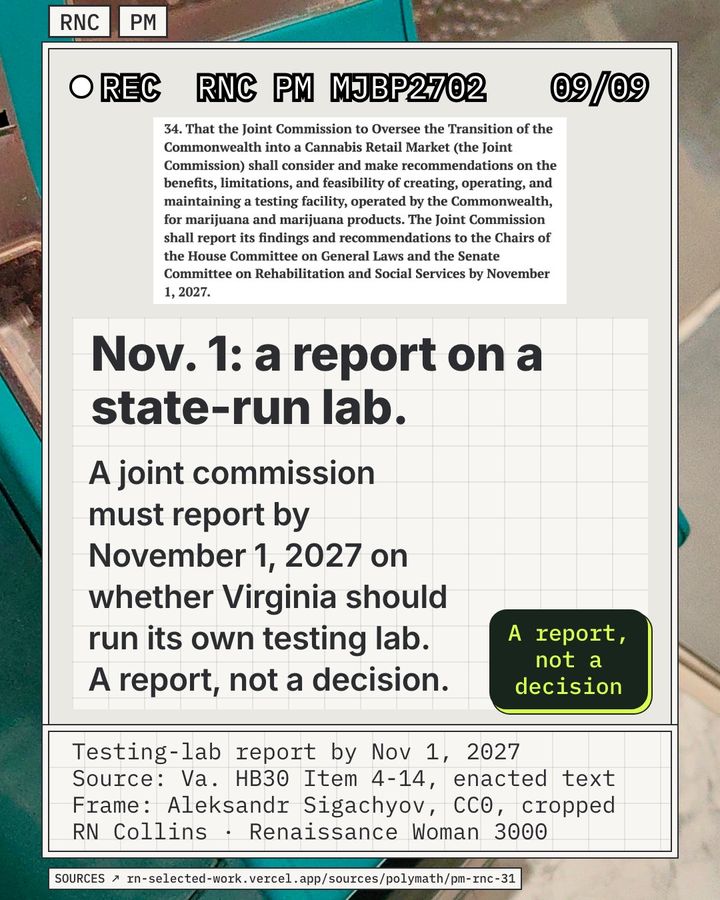 RNC PM
REC RNC PM MJBP2702 09/09
34. That the Joint Commission to Oversee the Transition of the
Commonwealth into a Cannabis Retail Market (the Joint
Commission) shall consider and make recommendations on the
benefits, limitations, and feasibility of creating, operating, and
maintaining a testing facility, operated by the Commonwealth,
for marijuana and marijuana products. The Joint Commission
shall report its findings and recommendations to the Chairs of
the House Committee on General Laws and the Senate
Committee on Rehabilitation and Social Services by November
1, 2027.
Nov. 1: a report on a
state-run lab.
A joint commission
must report by
November 1, 2027 on
whether Virginia should
run its own testing lab.
A report, not a decision.
A report,
not a
decision
Testing-lab report by Nov 1, 2027
Source: Va. HB30 Item 4-14, enacted text
Frame: Aleksandr Sigachyov, CC0, cropped
RN Collins · Renaissance Woman 3000
SOURCES ↗ rn-selected-work.vercel.app/sources/polymath/pm-rnc-31